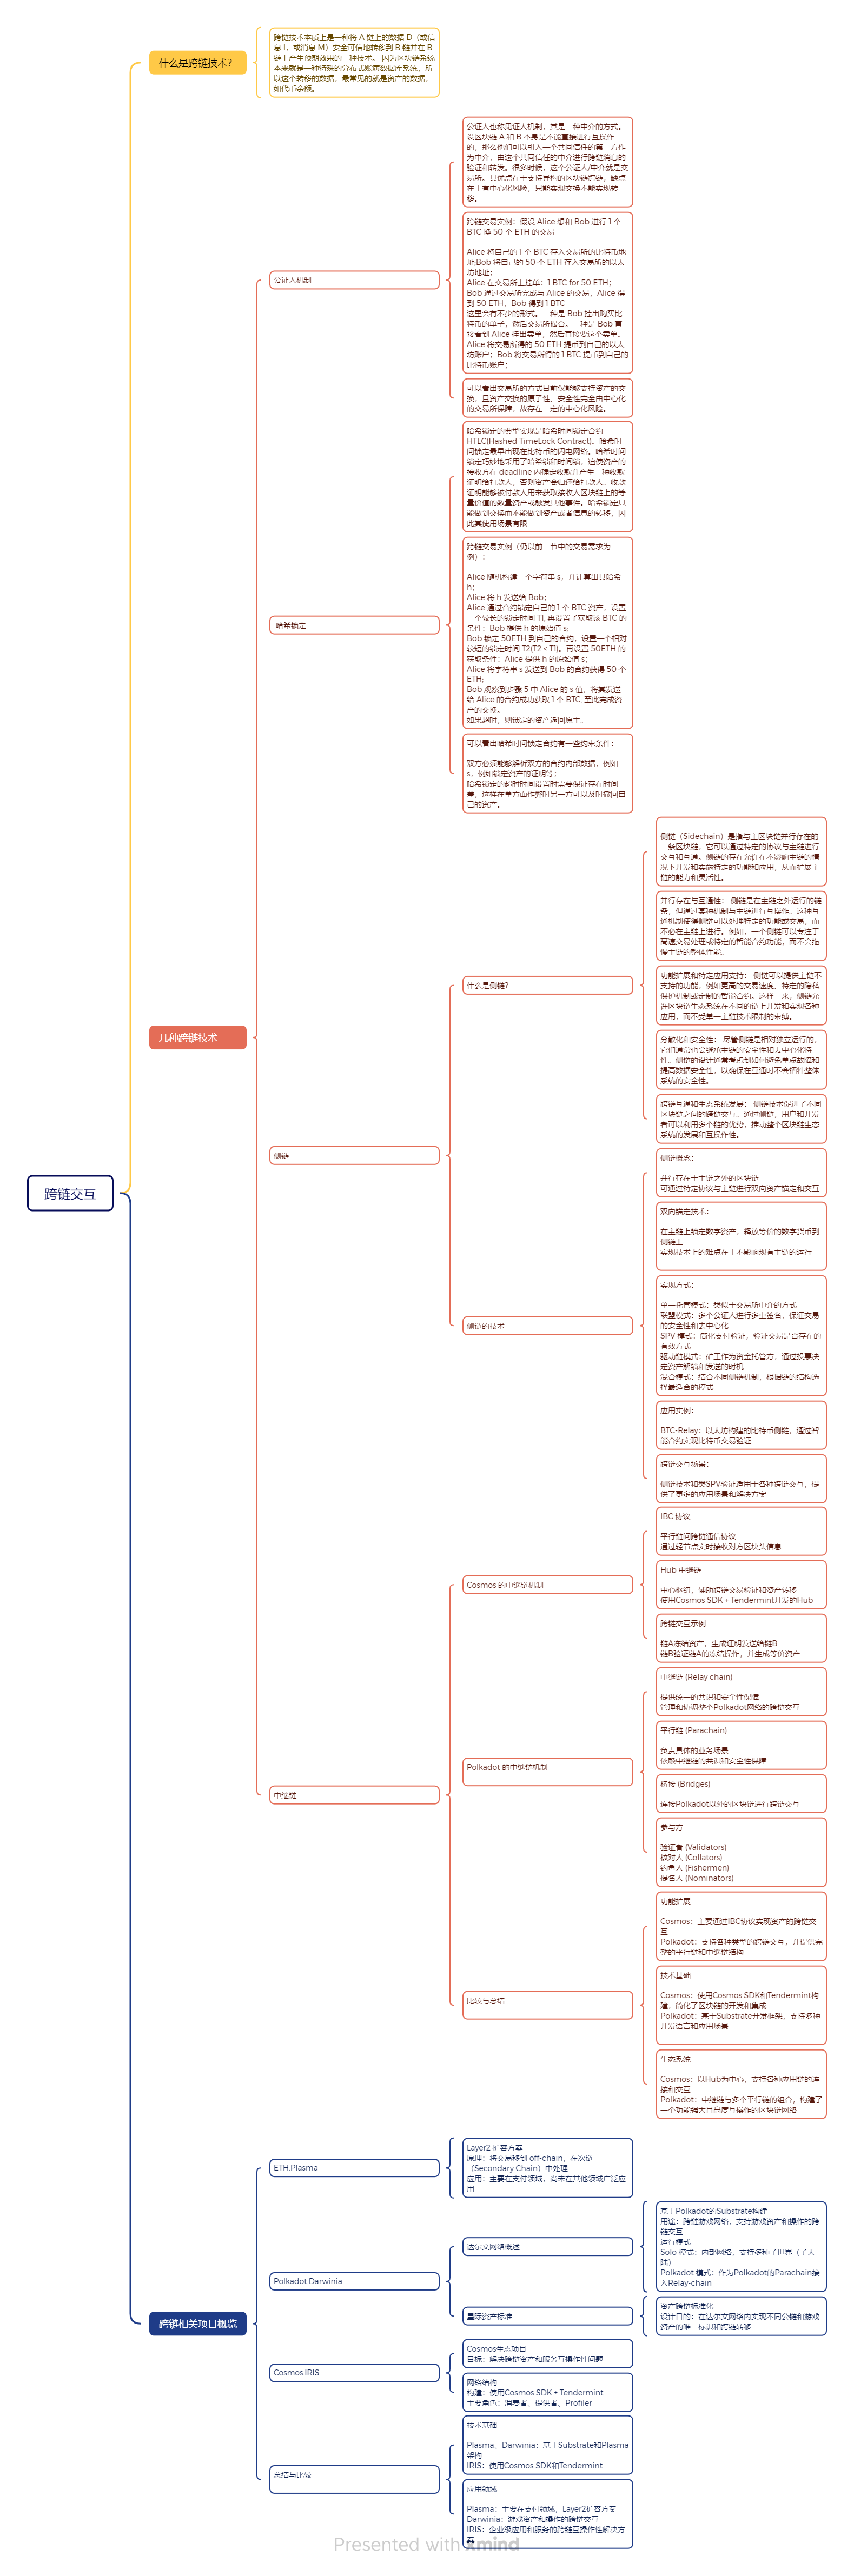 什么是跨链技术?
跨链技术本质上是一种将 A 链上的数据 D（或信
息 I，或消息 M）安全可信地转移到 B 链并在 B
链上产生预期效果的一种技术。 因为区块链系统
本来就是一种特殊的分布式账簿数据库系统，所
以这个转移的数据，最常见的就是资产的数据，
如代币余额。
跨链交互
几种跨链技术
公证人机制
公证人也称见证人机制，其是一种中介的方式。
设区块链 A 和 B 本身是不能直接进行互操作
的，那么他们可以引入一个共同信任的第三方作
为中介，由这个共同信任的中介进行跨链消息的
验证和转发。很多时候，这个公证人/中介就是交
易所。其优点在于支持异构的区块链跨链，缺点
在于有中心化风险，只能实现交换不能实现转
移。
跨链交易实例：假设 Alice 想和 Bob 进行 1 个
BTC 换 50 个 ETH 的交易
Alice 将自己的 1 个 BTC 存入交易所的比特币地
址;Bob 将自己的 50 个 ETH 存入交易所的以太
坊地址；
Alice 在交易所上挂单：1 BTC for 50 ETH；
Bob 通过交易所完成与 Alice 的交易，Alice 得
到 50 ETH，Bob 得到 1 BTC
这里会有不少的形式。一种是 Bob 挂出购买比
特币的单子，然后交易所撮合。一种是 Bob 直
接看到 Alice 挂出卖单，然后直接要这个卖单。
Alice 将交易所得的 50 ETH 提币到自己的以太
坊账户；Bob 将交易所得的 1 BTC 提币到自己的
比特币账户；
可以看出交易所的方式目前仅能够支持资产的交
换，且资产交换的原子性、安全性完全由中心化
的交易所保障，故存在一定的中心化风险。
哈希锁定
哈希锁定的典型实现是哈希时间锁定合约
HTLC(Hashed TimeLock Contract)。哈希时
间锁定最早出现在比特币的闪电网络。哈希时间
锁定巧妙地采用了哈希锁和时间锁，迫使资产的
接收方在 deadline 内确定收款并产生一种收款
证明给打款人，否则资产会归还给打款人。收款
证明能够被付款人用来获取接收人区块链上的等
量价值的数量资产或触发其他事件。哈希锁定只
能做到交换而不能做到资产或者信息的转移，因
此其使用场景有限
跨链交易实例（仍以前一节中的交易需求为
例）：
Alice 随机构建一个字符串 s，并计算出其哈希
h；
Alice 将 h 发送给 Bob；
Alice 通过合约锁定自己的 1 个 BTC 资产，设置
一个较长的锁定时间 T1, 再设置了获取该 BTC 的
条件：Bob 提供 h 的原始值 s;
Bob 锁定 50ETH 到自己的合约，设置一个相对
较短的锁定时间 T2(T2 < T1)。再设置 50ETH 的
获取条件：Alice 提供 h 的原始值 s；
Alice 将字符串 s 发送到 Bob 的合约获得 50 个
ETH;
Bob 观察到步骤 5 中 Alice 的 s 值，将其发送
给 Alice 的合约成功获取 1 个 BTC, 至此完成资
产的交换。
如果超时，则锁定的资产返回原主。
可以看出哈希时间锁定合约有一些约束条件：
双方必须能够解析双方的合约内部数据，例如
s，例如锁定资产的证明等；
哈希锁定的超时时间设置时需要保证存在时间
差，这样在单方面作弊时另一方可以及时撤回自
己的资产。
侧链
什么是侧链?
侧链（Sidechain）是指与主区块链并行存在的
一条区块链，它可以通过特定的协议与主链进行
交互和互通。侧链的存在允许在不影响主链的情
况下开发和实施特定的功能和应用，从而扩展主
链的能力和灵活性。
并行存在与互通性： 侧链是在主链之外运行的链
条，但通过某种机制与主链进行互操作。这种互
通机制使得侧链可以处理特定的功能或交易，而
不必在主链上进行。例如，一个侧链可以专注于
高速交易处理或特定的智能合约功能，而不会拖
慢主链的整体性能。
功能扩展和特定应用支持： 侧链可以提供主链不
支持的功能，例如更高的交易速度、特定的隐私
保护机制或定制的智能合约。这样一来，侧链允
许区块链生态系统在不同的链上开发和实现各种
应用，而不受单一主链技术限制的束缚。
分散化和安全性： 尽管侧链是相对独立运行的，
它们通常也会继承主链的安全性和去中心化特
性。侧链的设计通常考虑到如何避免单点故障和
提高数据安全性，以确保在互通时不会牺牲整体
系统的安全性。
跨链互通和生态系统发展： 侧链技术促进了不同
区块链之间的跨链交互。通过侧链，用户和开发
者可以利用多个链的优势，推动整个区块链生态
系统的发展和互操作性。
侧链的技术
侧链概念：
并行存在于主链之外的区块链
可通过特定协议与主链进行双向资产锚定和交互
双向锚定技术：
在主链上锁定数字资产，释放等价的数字货币到
侧链上
实现技术上的难点在于不影响现有主链的运行
实现方式：
单一托管模式：类似于交易所中介的方式
联盟模式：多个公证人进行多重签名，保证交易
的安全性和去中心化
SPV 模式：简化支付验证，验证交易是否存在的
有效方式
驱动链模式：矿工作为资金托管方，通过投票决
定资产解锁和发送的时机
混合模式：结合不同侧链机制，根据链的结构选
择最适合的模式
应用实例：
BTC-Relay：以太坊构建的比特币侧链，通过智
能合约实现比特币交易验证
跨链交互场景：
侧链技术和类SPV验证适用于各种跨链交互，提
供了更多的应用场景和解决方案
中继链
Cosmos 的中继链机制
IBC 协议
平行链间跨链通信协议
通过轻节点实时接收对方区块头信息
Hub 中继链
中心枢纽，辅助跨链交易验证和资产转移
使用Cosmos SDK + Tendermint开发的Hub
跨链交互示例
链A冻结资产，生成证明发送给链B
链B验证链A的冻结操作，并生成等价资产
Polkadot 的中继链机制
中继链 (Relay chain)
提供统一的共识和安全性保障
管理和协调整个Polkadot网络的跨链交互
平行链 (Parachain)
负责具体的业务场景
依赖中继链的共识和安全性保障
桥接 (Bridges)
连接Polkadot以外的区块链进行跨链交互
参与方
验证者 (Validators)
核对人 (Collators)
钓鱼人 (Fishermen)
提名人 (Nominators)
比较与总结
功能扩展
Cosmos：主要通过IBC协议实现资产的跨链交
互
Polkadot：支持各种类型的跨链交互，并提供完
整的平行链和中继链结构
技术基础
Cosmos：使用Cosmos SDK和Tendermint构
建，简化了区块链的开发和集成
Polkadot：基于Substrate开发框架，支持多种
开发语言和应用场景
生态系统
Cosmos：以Hub为中心，支持各种应用链的连
接和交互
Polkadot：中继链与多个平行链的组合，构建了
一个功能强大且高度互操作的区块链网络
跨链相关项目概览
ETH.Plasma
Layer2 扩容方案
原理：将交易移到 off-chain，在次链
（Secondary Chain）中处理
应用：主要在支付领域，尚未在其他领域广泛应
用
Polkadot.Darwinia
达尔文网络概述
基于Polkadot的Substrate构建
用途：跨链游戏网络，支持游戏资产和操作的跨
链交互
运行模式
Solo 模式：内部网络，支持多种子世界（子大
陆）
Polkadot 模式：作为Polkadot的Parachain接
入Relay-chain
星际资产标准
资产跨链标准化
设计目的：在达尔文网络内实现不同公链和游戏
资产的唯一标识和跨链转移
Cosmos.IRIS
Cosmos生态项目
目标：解决跨链资产和服务互操作性问题
网络结构
构建：使用Cosmos SDK + Tendermint
主要角色：消费者、提供者、Profiler
总结与比较
技术基础
Plasma、Darwinia：基于Substrate和Plasma
架构
IRIS：使用Cosmos SDK和Tendermint
应用领域
Plasma：主要在支付领域，Layer2扩容方案
Darwinia：游戏资产和操作的跨链交互
IRIS：企业级应用和服务的跨链互操作性解决方
案
Presented with xmind